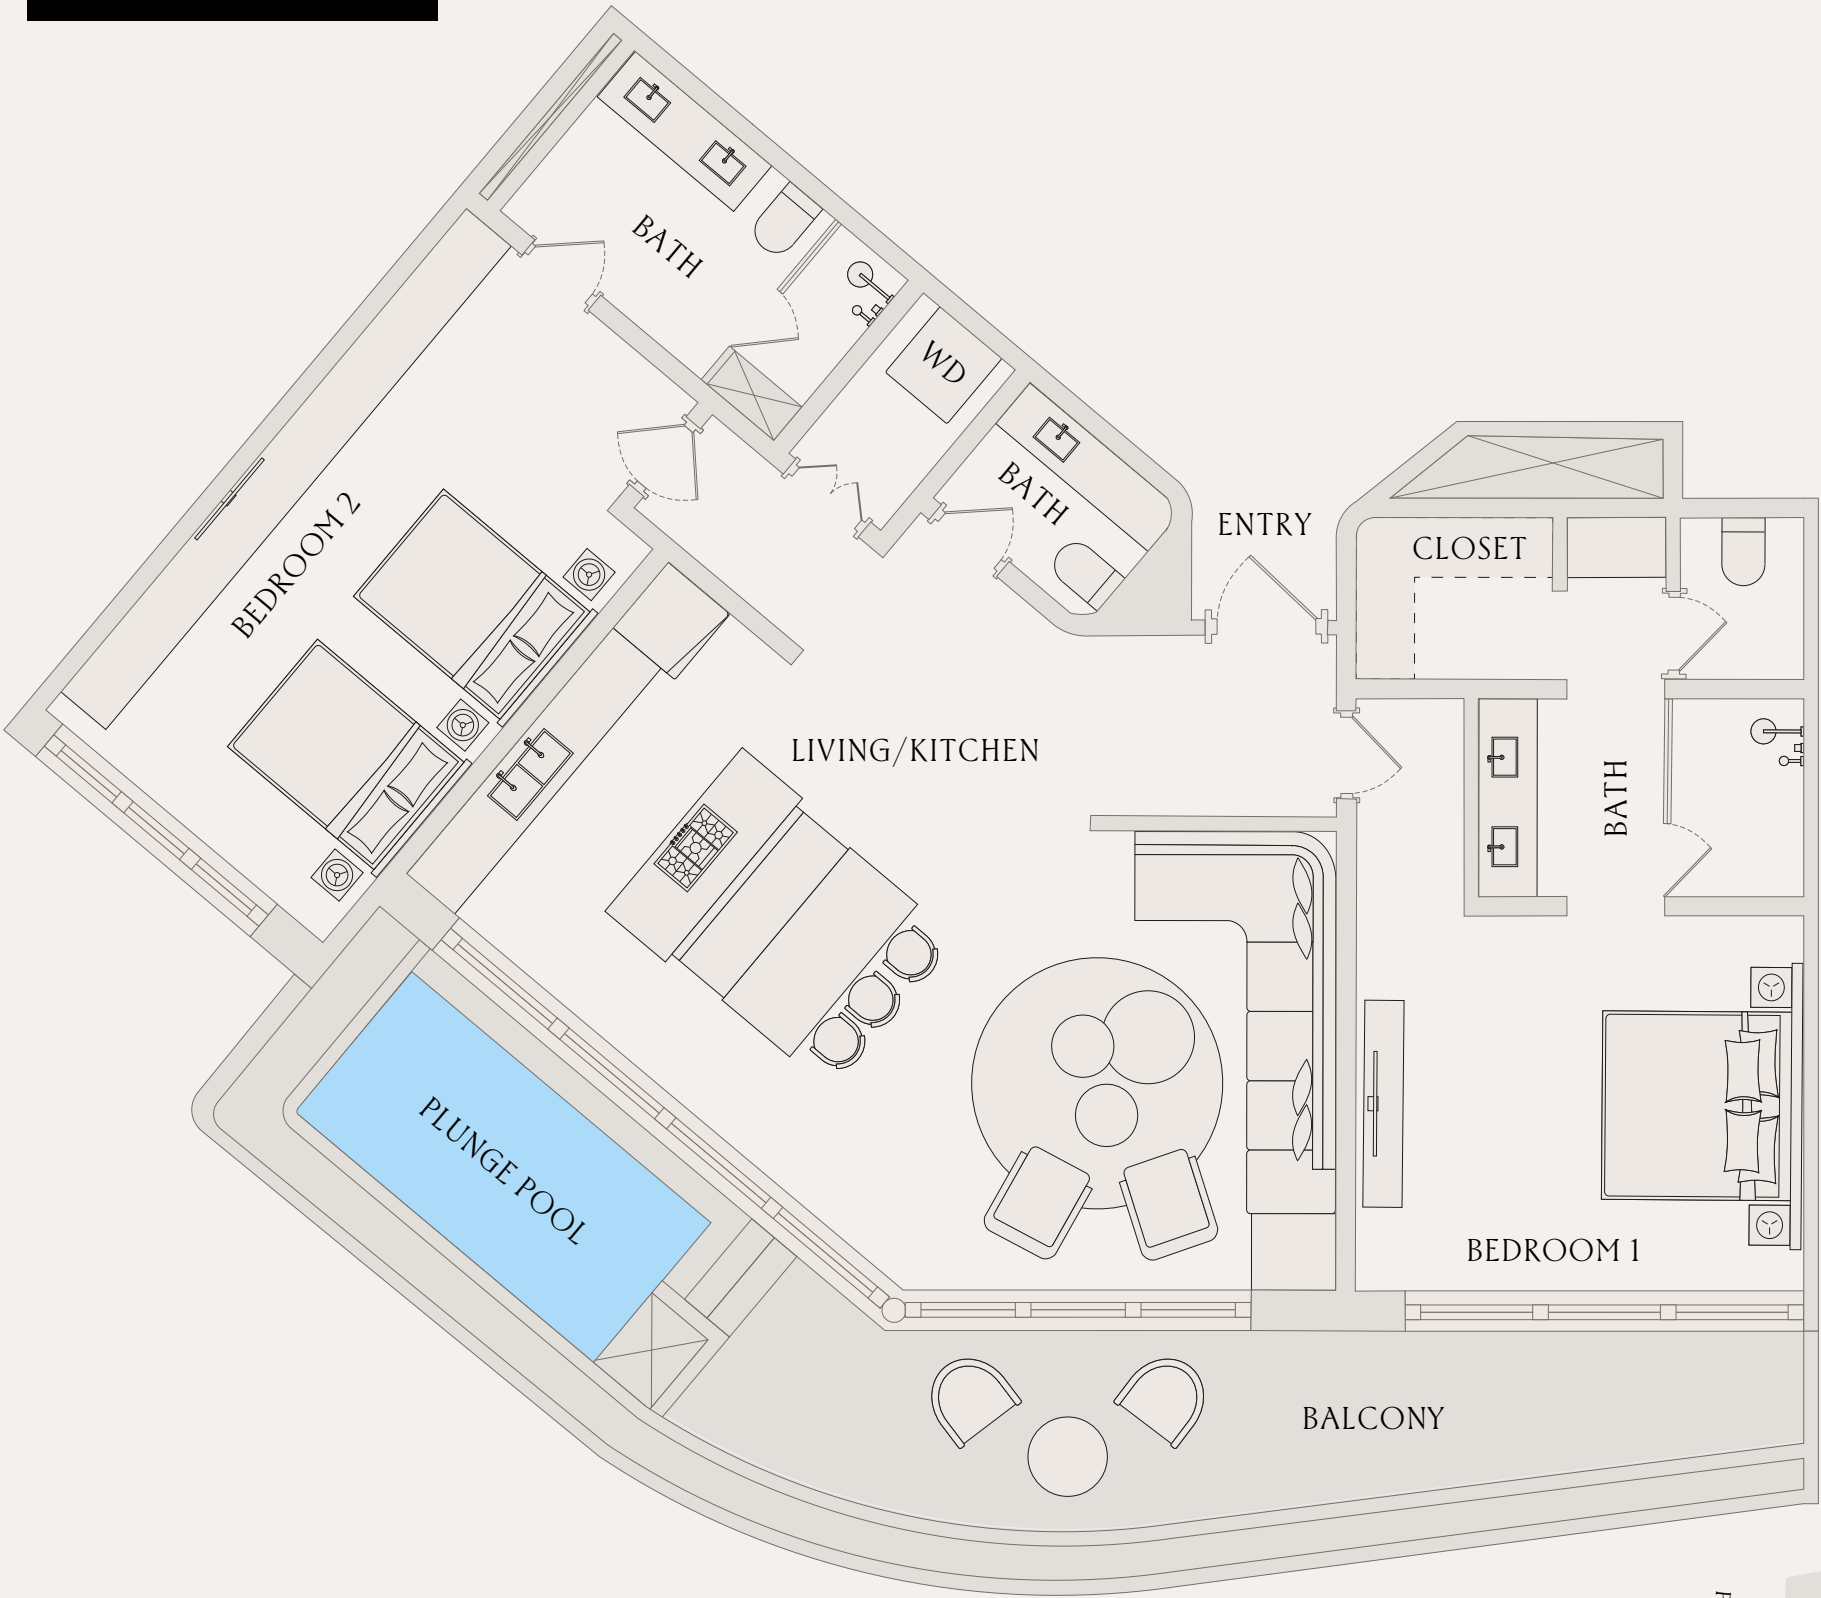 BATH
WD
BATH
ENTRY
CLOSET
BEDROOM 2
LIVING/KITCHEN
BATH
PLUNGE POOL
BEDROOM 1
BALCONY
H